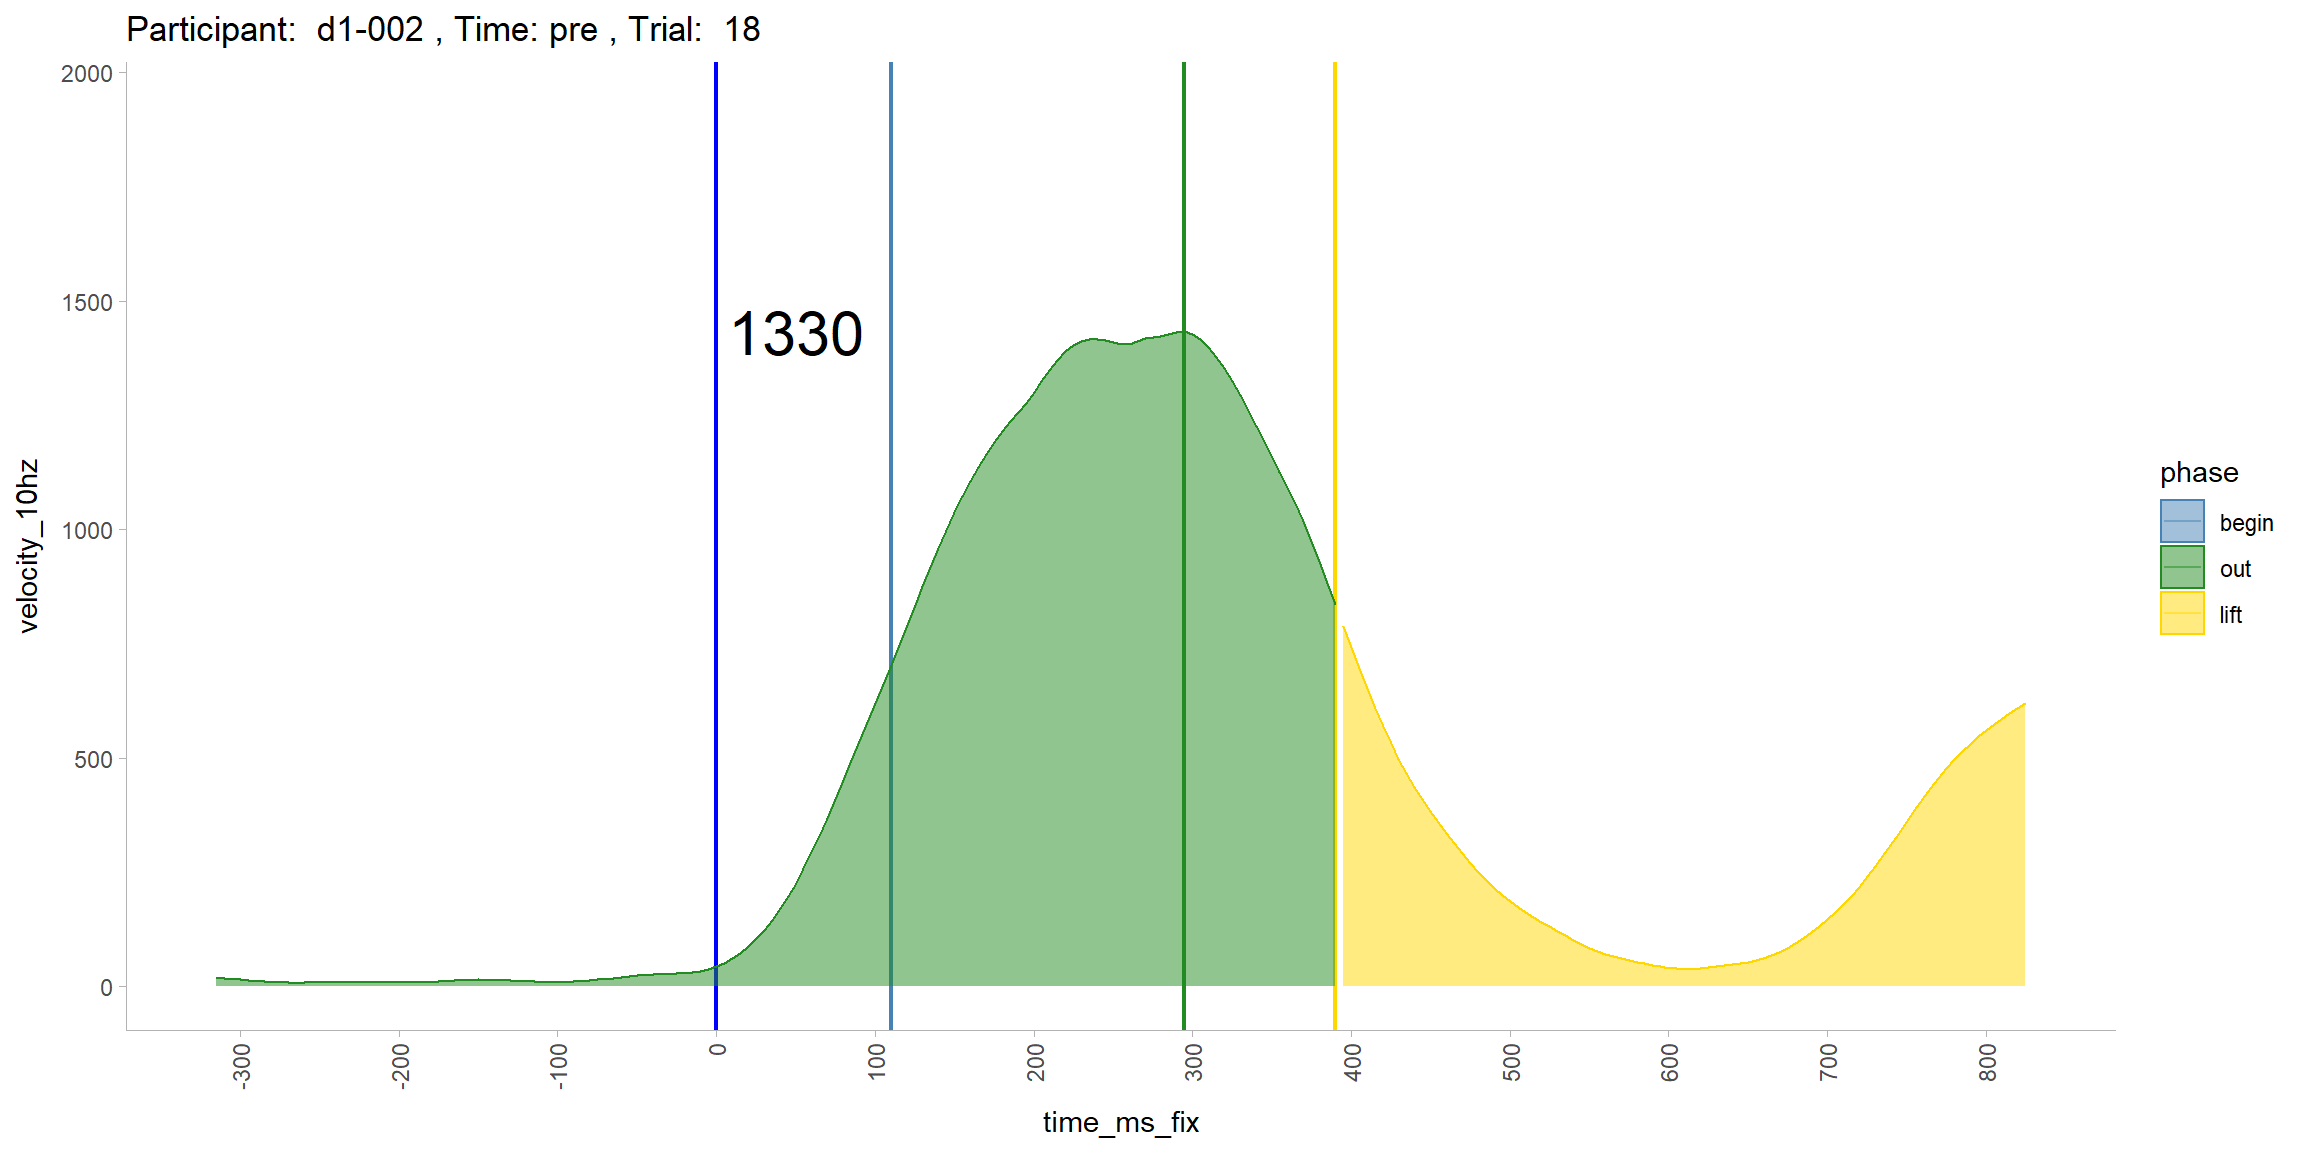 Participant:  d1-002 , Time: pre , Trial:  18
2000
1500
1000
500
0
velocity_10hz
1330
-300
-200
-100
0
100
200
300
400
500
600
700
800
time_ms_fix
phase
begin
out
lift